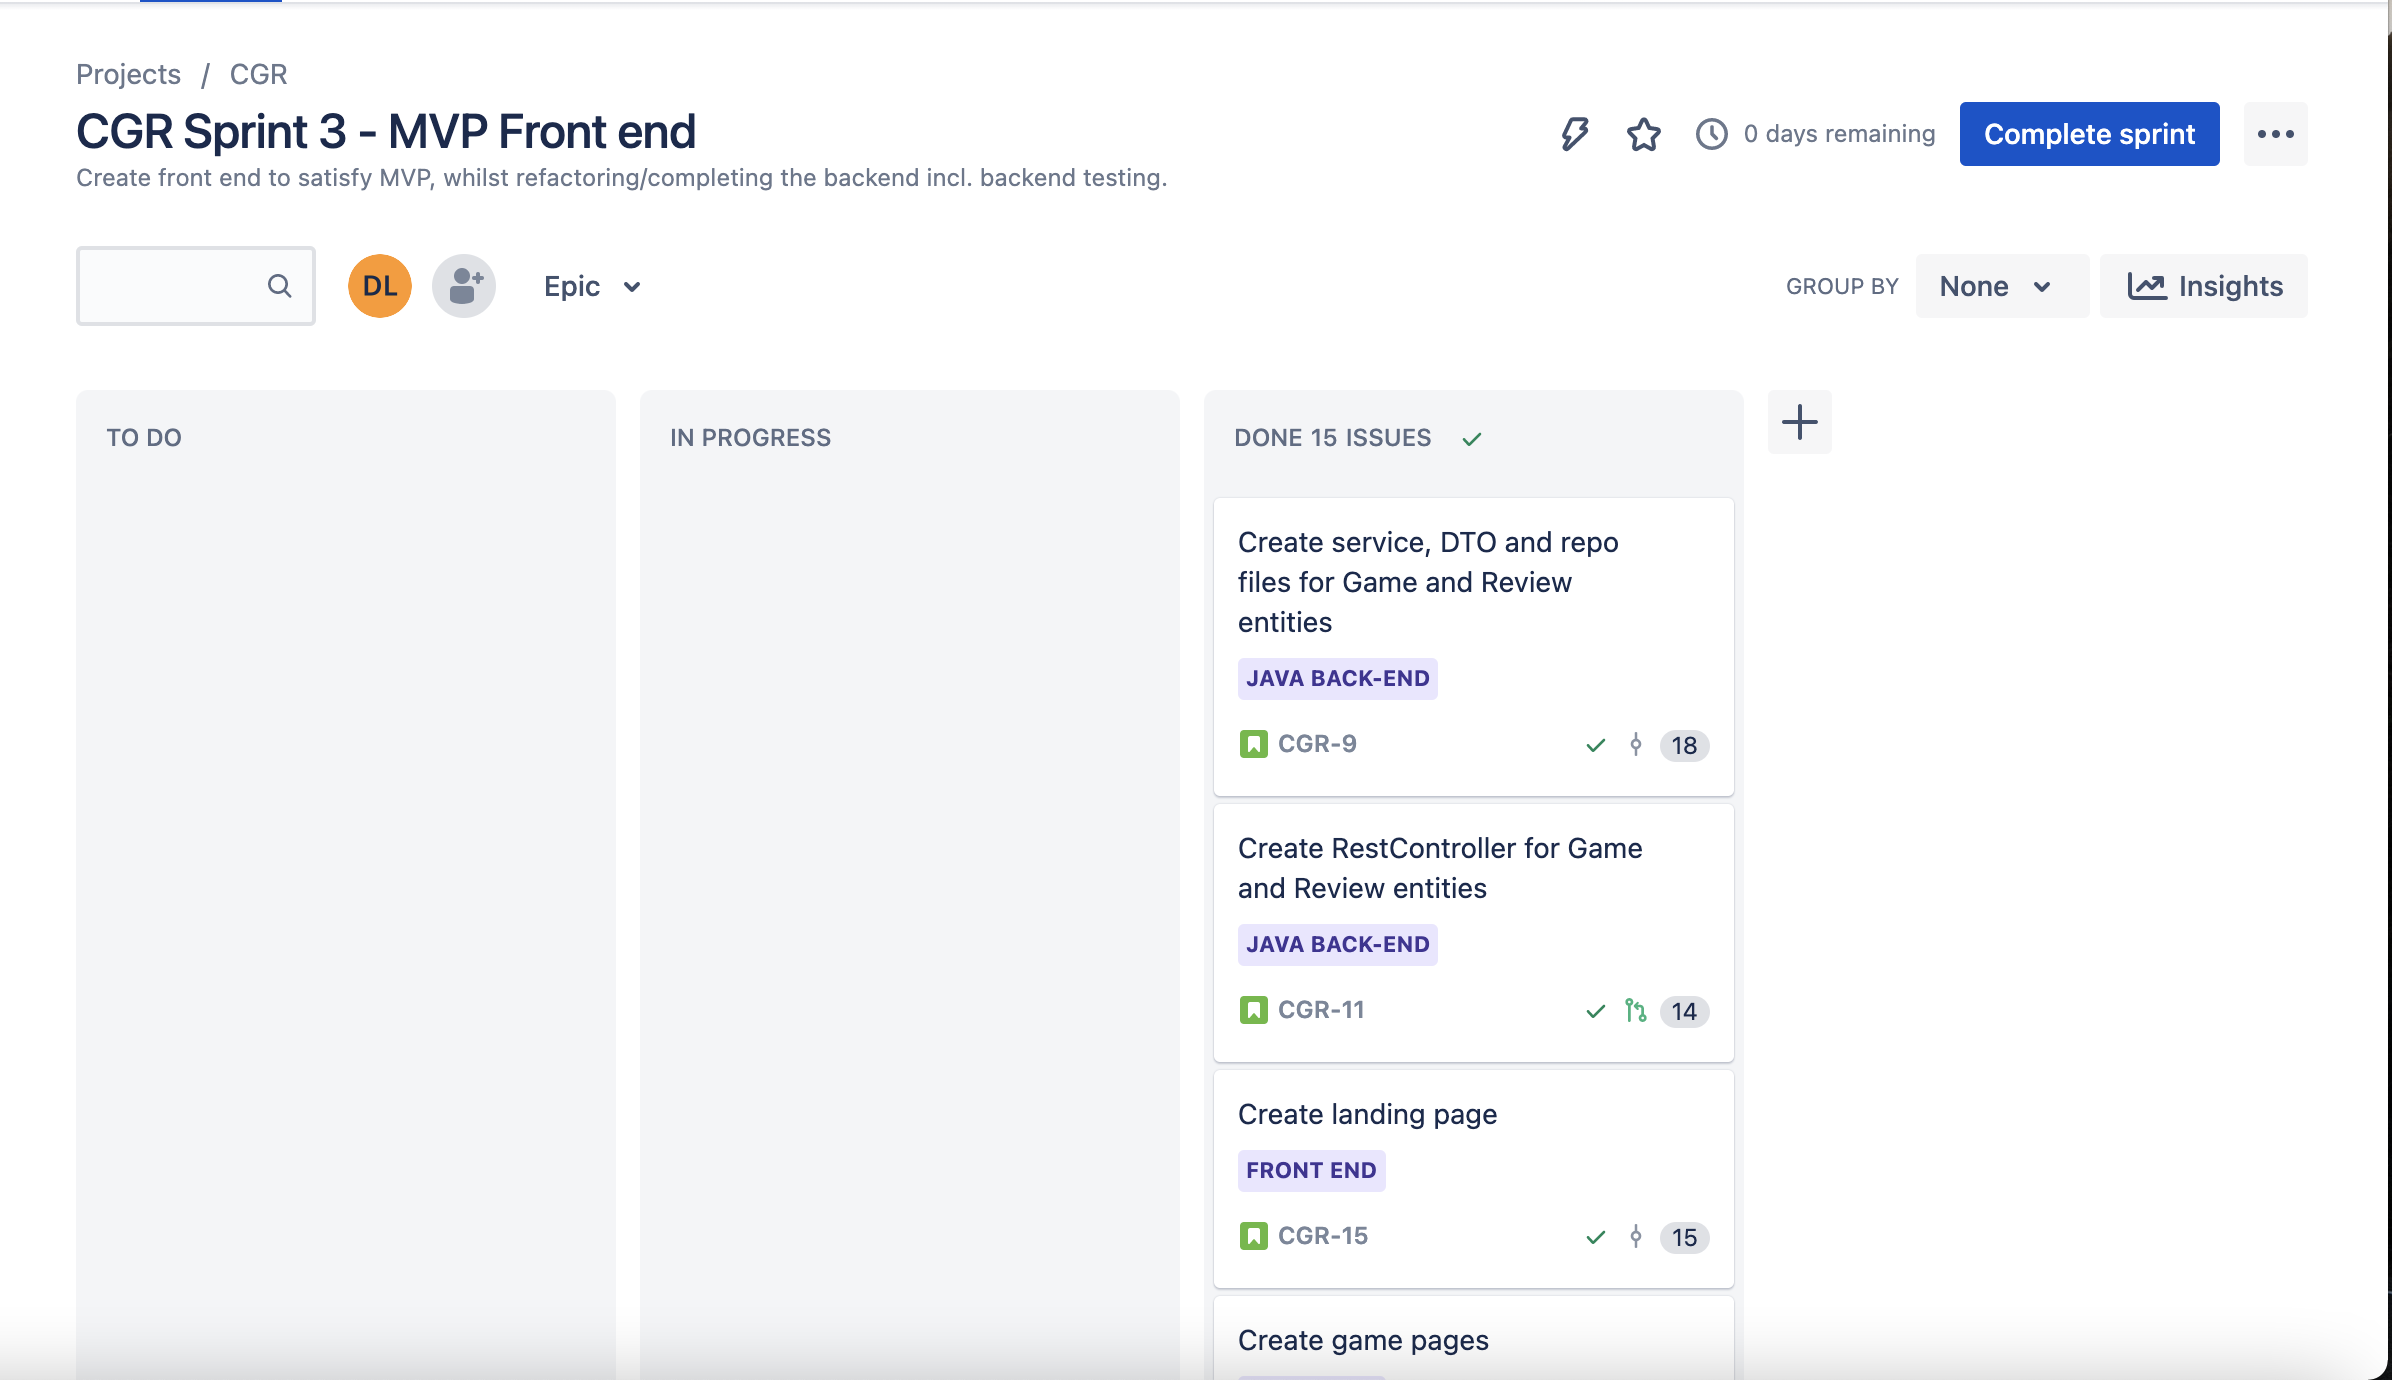 Projects / CGR
CGR Sprint 3 - MVP Front end
Create front end to satisfy MVP, whilst refactoring/completing the backend incl. backend testing.
0 days remaining
Complete sprint
DL
Epic
GROUP BY
None
Insights
TO DO
IN PROGRESS
DONE 15 ISSUES
Create service, DTO and repo
files for Game and Review
entities
JAVA BACK-END
CGR-9
18
Create RestController for Game
and Review entities
JAVA BACK-END
CGR-11
14
Create landing page
FRONT END
CGR-15
15
Create game pages